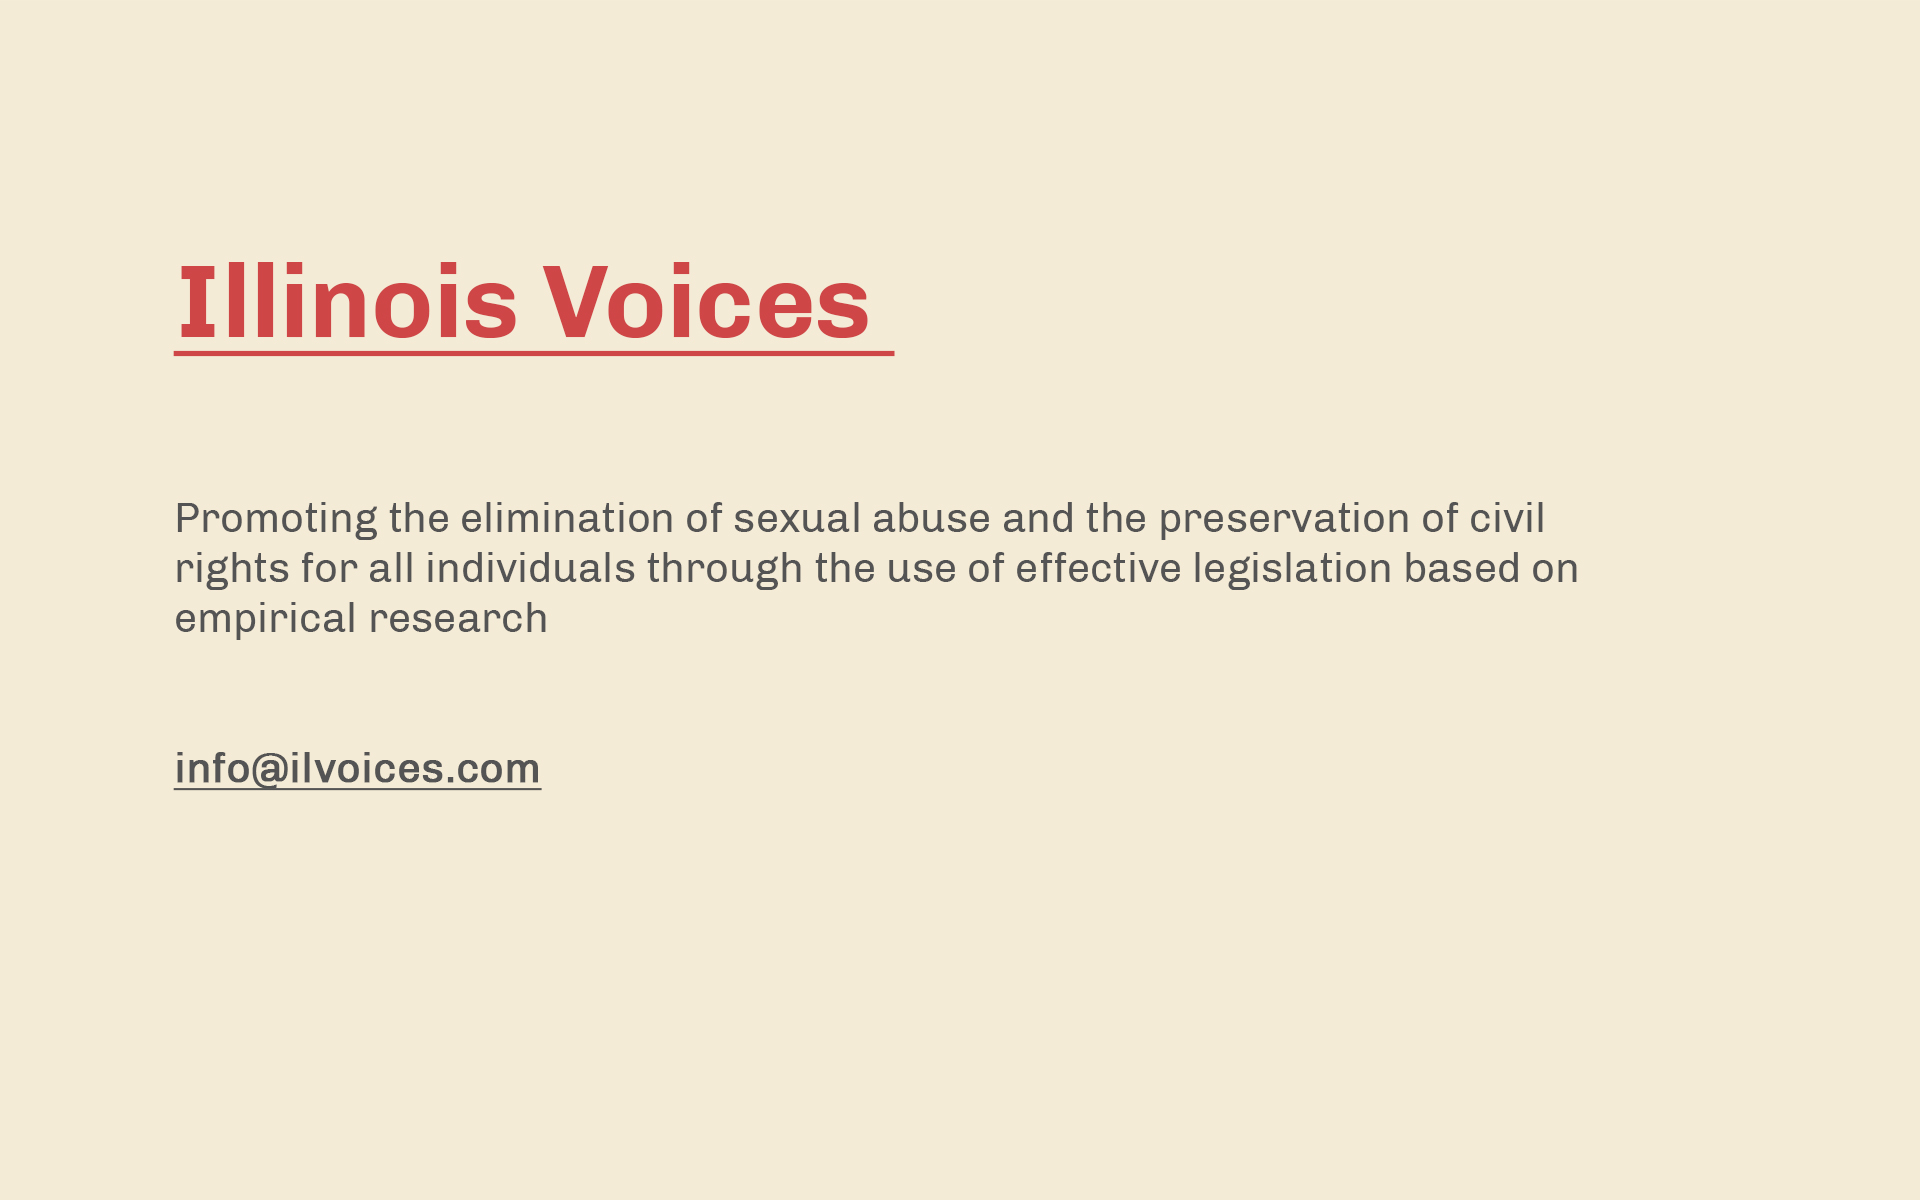 Illinois Voices
Promoting the elimination of sexual abuse and the preservation of civil
rights for all individuals through the use of effective legislation based on
empirical research
info@ilvoices.com